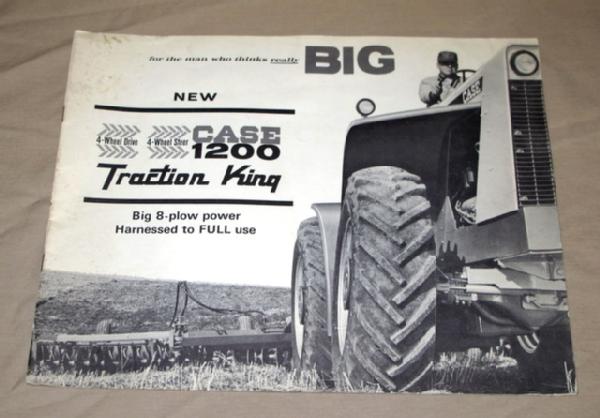 for the man who thinks really BIG
NEW
4-Wheel Drive 4-Wheel Steer CASE
1200
Traction King
Big 8-plow power
Harnessed to FULL use
CASE